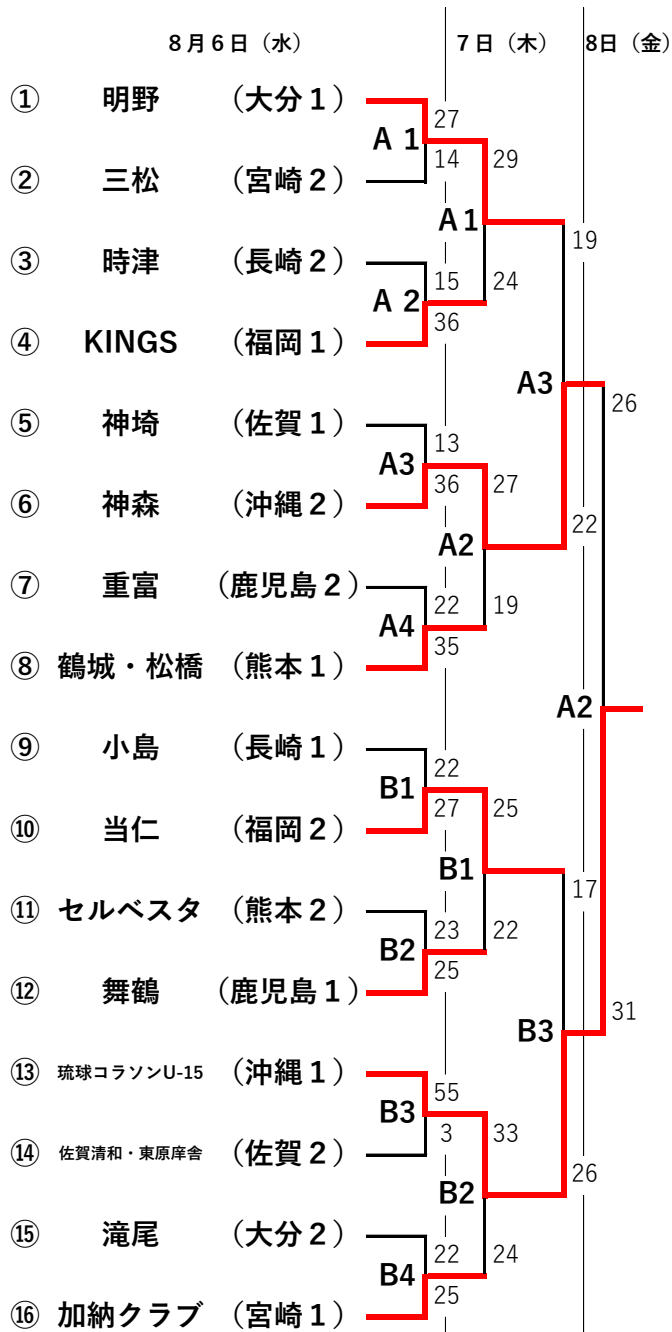 8月6日（水） 7日（木） 8日（金）
① 明野 （大分１）
27
A 1
14 29
② 三松 （宮崎２）
A1
19
③ 時津 （長崎２）
15 24
A 2
36
④ KINGS （福岡１）
A3
26
⑤ 神埼 （佐賀１）
13
A3
36 27
⑥ 神森 （沖縄２）
22
A2
⑦ 重富 （鹿児島２）
22 19
A4
35
⑧ 鶴城・松橋 （熊本１）
A2
⑨ 小島 （長崎１）
22
B1
27 25
⑩ 当仁 （福岡２）
B1
17
⑪ セルベスタ （熊本２）
23 22
B2
25
⑫ 舞鶴 （鹿児島１）
31
B3
⑬ 琉球コラソンU-15 （沖縄１）
55
B3
3 33
⑭ 佐賀清和・東原庠舎 （佐賀２）
26
B2
⑮ 滝尾 （大分２）
22 24
B4
25
⑯ 加納クラブ （宮崎１）